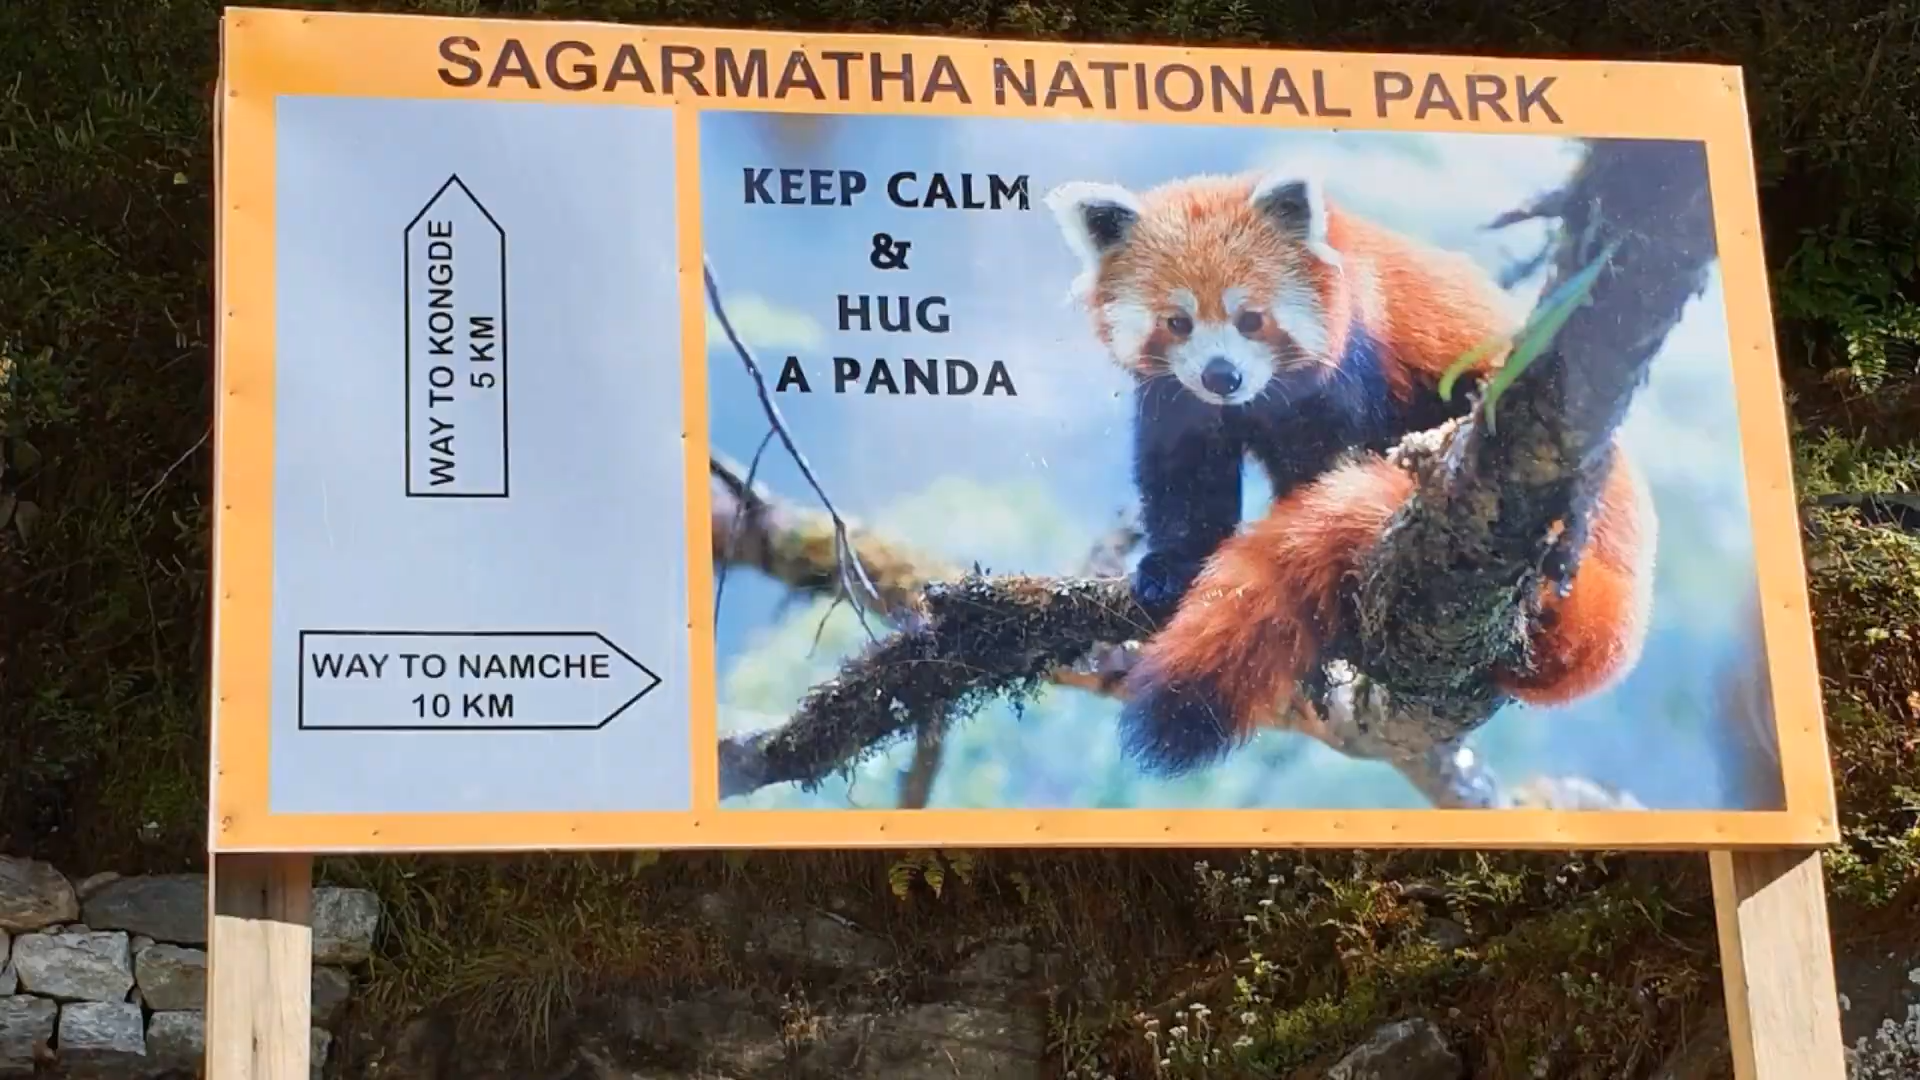 SAGARMATHA NATIONAL PARK
WAY TO KONGDE
5 KM
WAY TO NAMCHE
10 KM
KEEP CALM
&
HUG
A PANDA